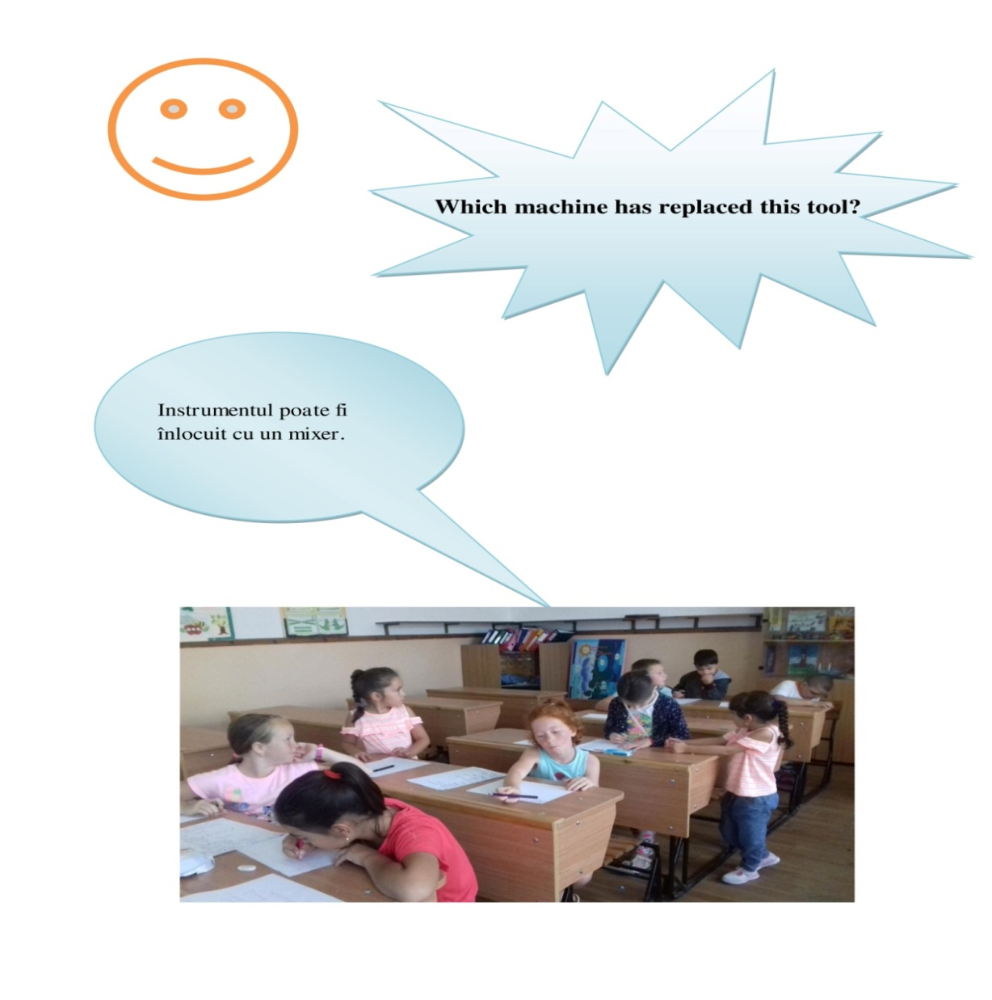 Which machine has replaced this tool?
Instrumentul poate fi
înlocuit cu un mixer.